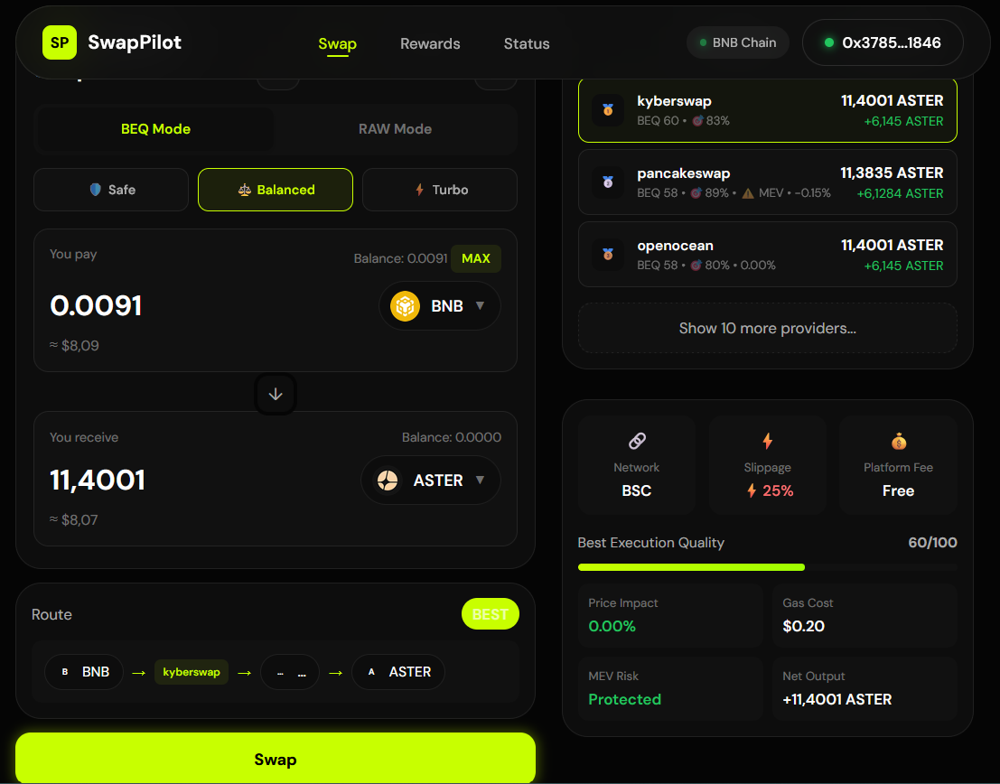 SP SwapPilot
Swap Rewards Status
BNB Chain
0x3785...1846
BEQ Mode RAW Mode
Safe Balanced Turbo
You pay Balance: 0.0091 MAX
0.0091 BNB ▼
≈ $8,09
↓
You receive Balance: 0.0000
11,4001 ASTER ▼
≈ $8,07
Route BEST
B BNB → kyberswap → ... ... → A ASTER
Swap
kyberswap 11,4001 ASTER
BEQ 60 • 83% +6,145 ASTER
pancakeswap 11,3835 ASTER
BEQ 58 • 89% • MEV • -0.15% +6,1284 ASTER
openocean 11,4001 ASTER
BEQ 58 • 80% • 0.00% +6,145 ASTER
Show 10 more providers...
Network
BSC
Slippage
25%
Platform Fee
Free
Best Execution Quality 60/100
Price Impact
0.00%
Gas Cost
$0.20
MEV Risk
Protected
Net Output
+11,4001 ASTER